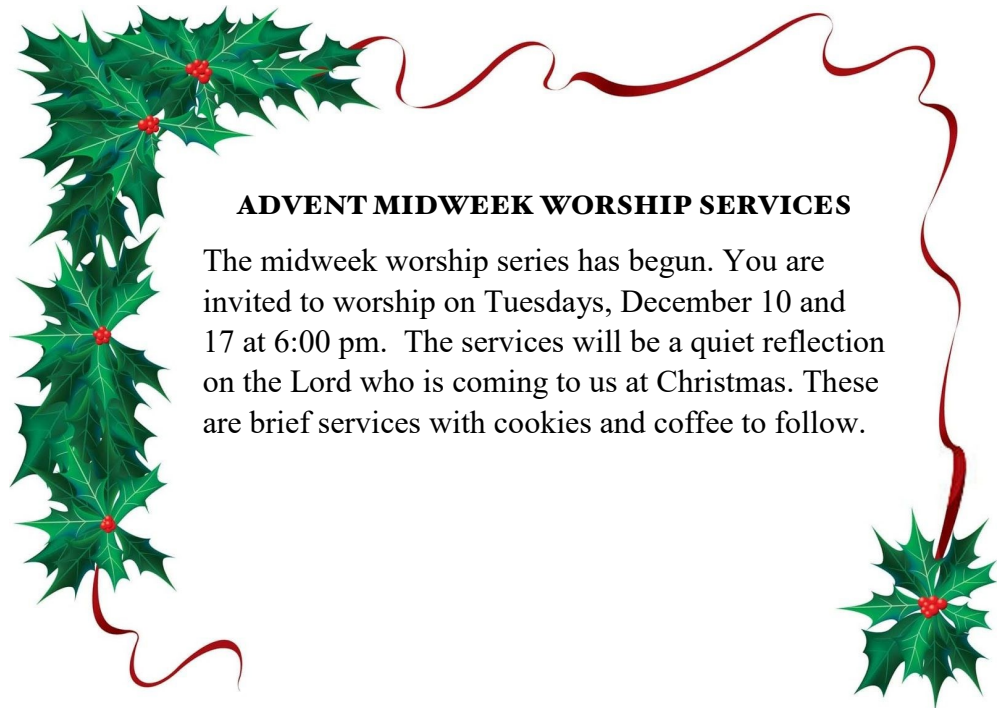 ADVENT MIDWEEK WORSHIP SERVICES
The midweek worship series has begun. You are
invited to worship on Tuesdays, December 10 and
17 at 6:00 pm.  The services will be a quiet reflection
on the Lord who is coming to us at Christmas. These
are brief services with cookies and coffee to follow.